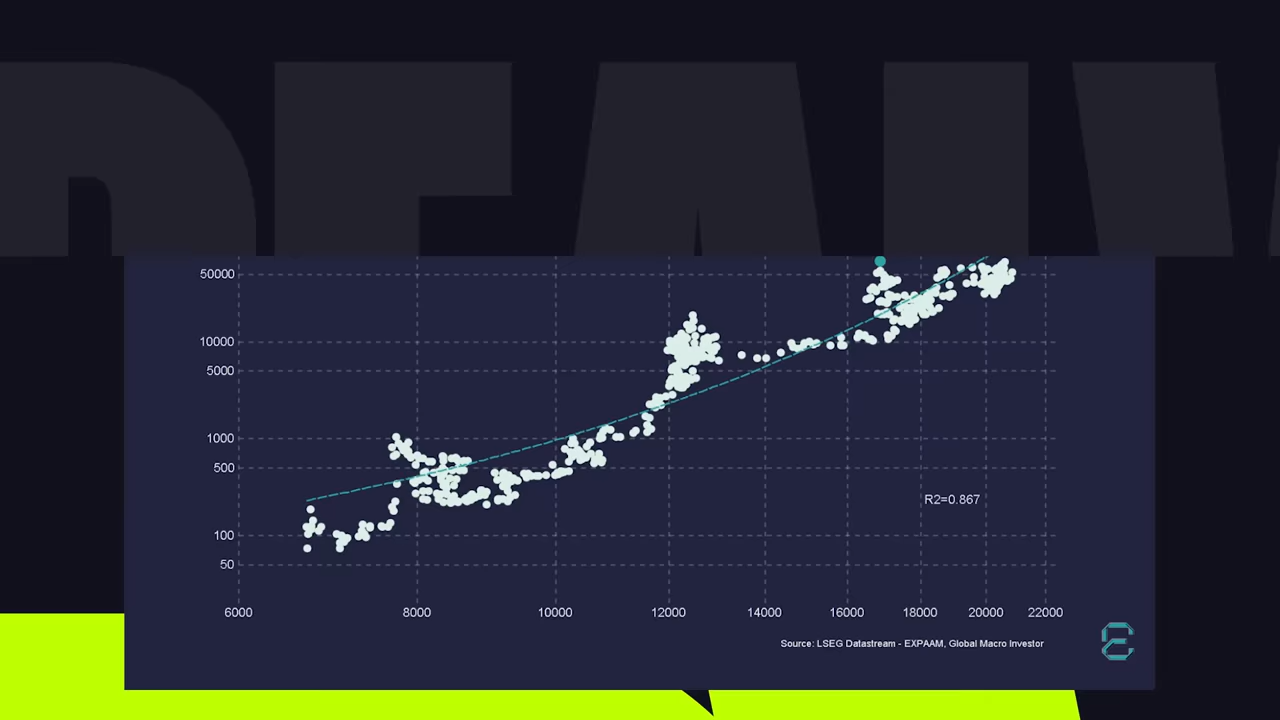 50000
10000
5000
1000
500
R2=0.867
100
50
6000 8000 10000 12000 14000 16000 18000 20000 22000
Source: LSEG Datastream - EXPAAM, Global Macro Investor